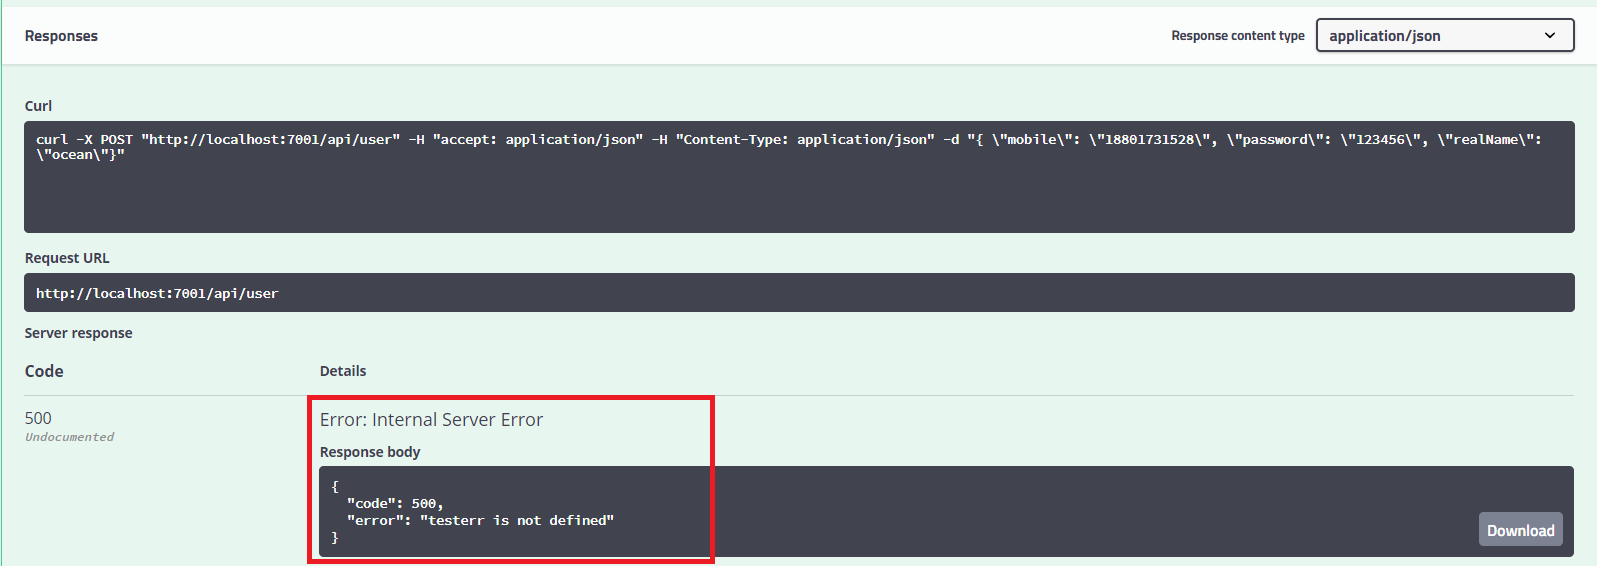 Responses
Response content type
application/json
Curl
curl -X POST "http://localhost:7001/api/user" -H "accept: application/json" -H "Content-Type: application/json" -d "{ \"mobile\": \"18801731528\", \"password\": \"123456\", \"realName\":
\"ocean\"}"
Request URL
http://localhost:7001/api/user
Server response
Code
Details
500
Undocumented
Error: Internal Server Error
Response body
{
"code": 500,
"error": "testerr is not defined"
}
Download